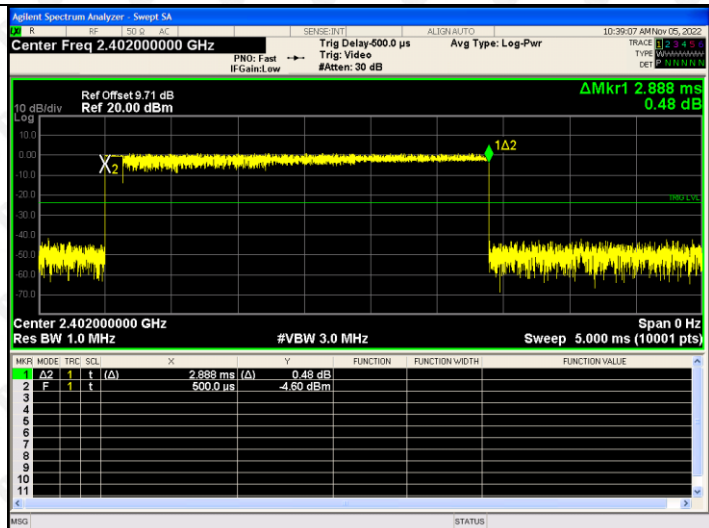 Agilent Spectrum Analyzer - Swept SA
R RF 50 Ω AC SENSE:INT ALIGN AUTO 10:39:07 AM Nov 05, 2022
Center Freq 2.402000000 GHz
PNO: Fast
IFGain:Low
Trig Delay-500.0 µs
Trig: Video
#Atten: 30 dB
Avg Type: Log-Pwr
TRACE 1 2 3 4 5 6
TYPE WWWWWW
DET P NNNNN
Ref Offset 9.71 dB
10 dB/div Ref 20.00 dBm
Log
ΔMkr1 2.888 ms
0.48 dB
10.0
0.00
-10.0
-20.0
-30.0
-40.0
-50.0
-60.0
-70.0
X2
1Δ2
TRIG LVL
Center 2.402000000 GHz Span 0 Hz
Res BW 1.0 MHz #VBW 3.0 MHz Sweep 5.000 ms (10001 pts)
MKR MODE TRC SCL X Y FUNCTION FUNCTION WIDTH FUNCTION VALUE
1 Δ2 1 t (Δ) 2.888 ms (Δ) 0.48 dB
2 F 1 t 500.0 µs -4.60 dBm
3
4
5
6
7
8
9
10
11
MSG STATUS